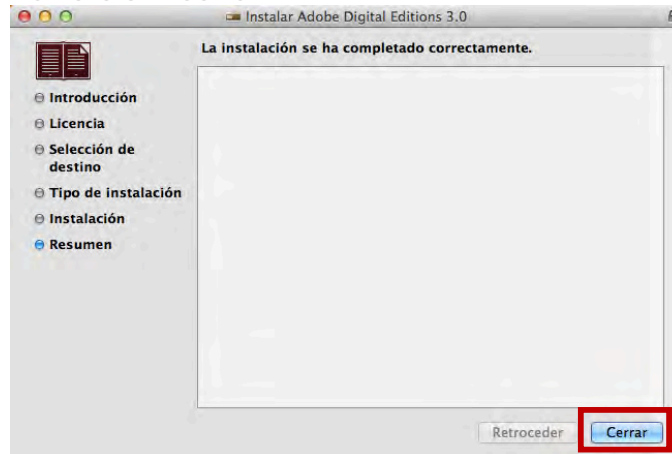 Instalar Adobe Digital Editions 3.0
La instalación se ha completado correctamente.
Introducción
Licencia
Selección de
destino
Tipo de instalación
Instalación
Resumen
Retroceder
Cerrar